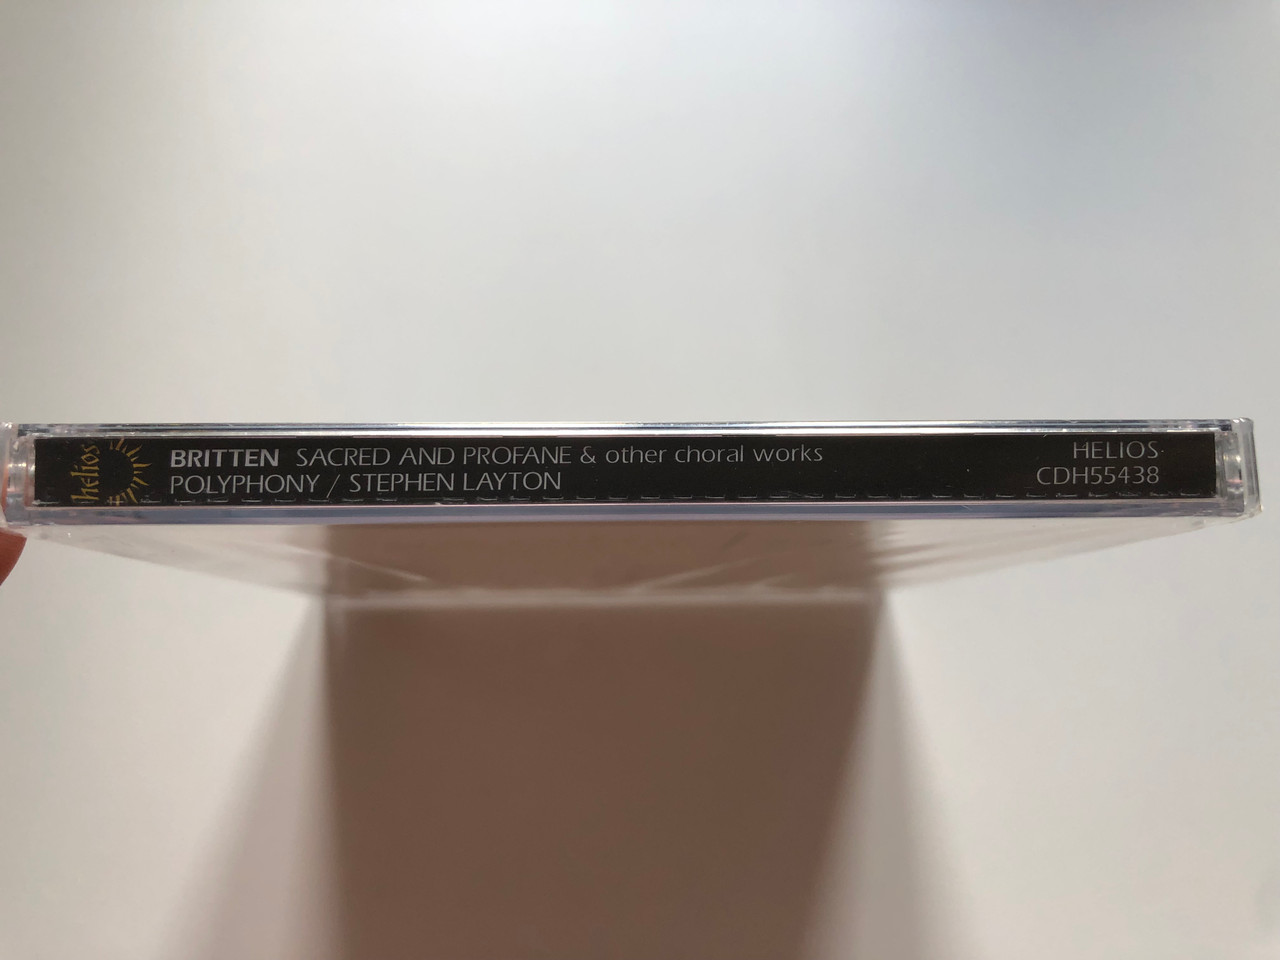 helios
BRITTEN SACRED AND PROFANE & other choral works
POLYPHONY / STEPHEN LAYTON
HELIOS
CDH55438